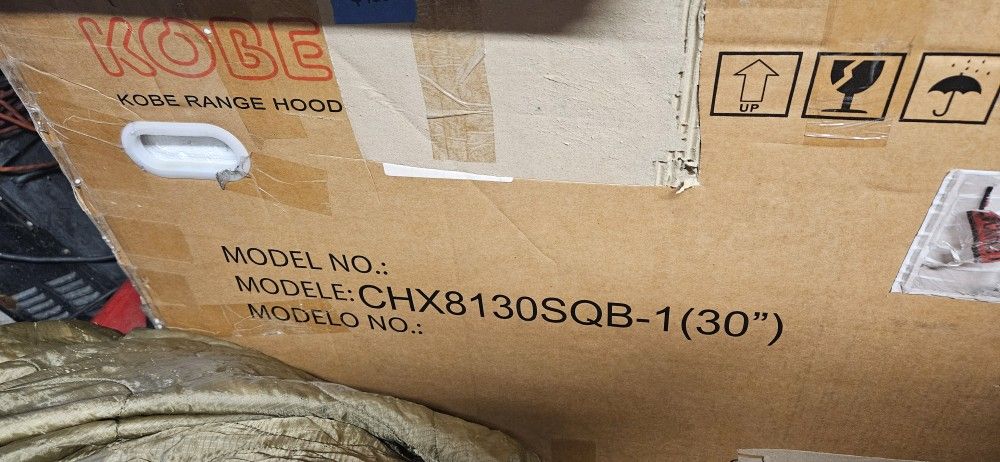 KOBE
KOBE RANGE HOOD
UP
MODEL NO.:
MODELE: CHX8130SQB-1(30")
MODELO NO.: